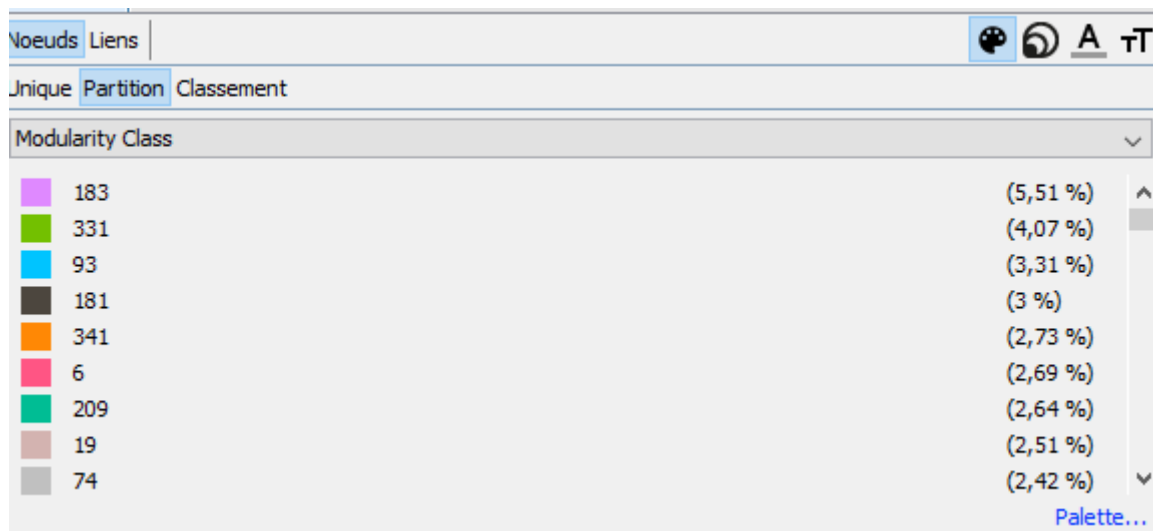 Noeuds Liens A TT
Unique Partition Classement
Modularity Class
183 (5,51 %)
331 (4,07 %)
93 (3,31 %)
181 (3 %)
341 (2,73 %)
6 (2,69 %)
209 (2,64 %)
19 (2,51 %)
74 (2,42 %)
Palette...